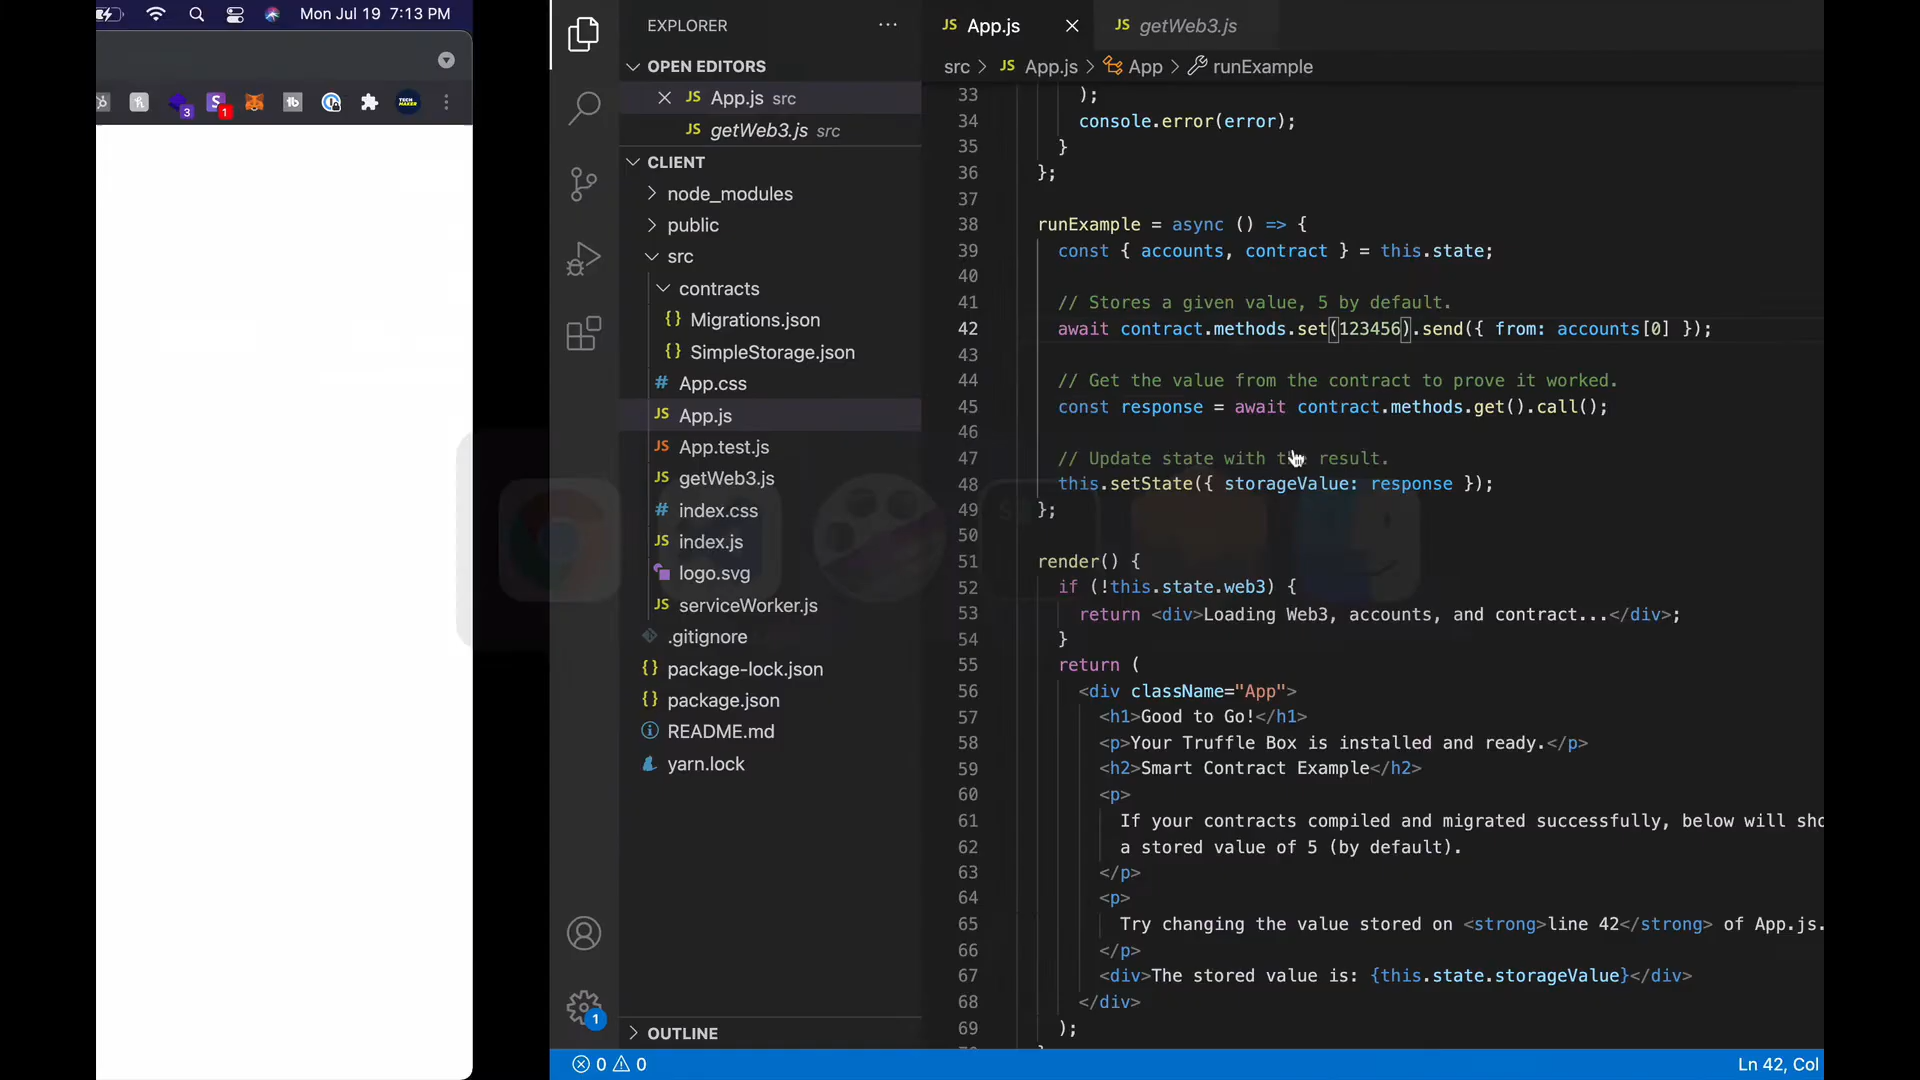 Mon Jul 19 7:13 PM
3
S
1
tb
TECH MAKER
EXPLORER
OPEN EDITORS
JS App.js src
JS getWeb3.js src
CLIENT
node_modules
public
src
contracts
{} Migrations.json
{} SimpleStorage.json
# App.css
JS App.js
JS App.test.js
JS getWeb3.js
# index.css
JS index.js
logo.svg
JS serviceWorker.js
.gitignore
{} package-lock.json
{} package.json
README.md
yarn.lock
OUTLINE
1
JS App.js
JS getWeb3.js
src > JS App.js > App > runExample
33 );
34 console.error(error);
35 }
36 };
37
38 runExample = async () => {
39 const { accounts, contract } = this.state;
40
41 // Stores a given value, 5 by default.
42 await contract.methods.set(123456).send({ from: accounts[0] });
43
44 // Get the value from the contract to prove it worked.
45 const response = await contract.methods.get().call();
46
47 // Update state with the result.
48 this.setState({ storageValue: response });
49 };
50
51 render() {
52 if (!this.state.web3) {
53 return <div>Loading Web3, accounts, and contract...</div>;
54 }
55 return (
56 <div className="App">
57 <h1>Good to Go!</h1>
58 <p>Your Truffle Box is installed and ready.</p>
59 <h2>Smart Contract Example</h2>
60 <p>
61 If your contracts compiled and migrated successfully, below will sho
62 a stored value of 5 (by default).
63 </p>
64 <p>
65 Try changing the value stored on <strong>line 42</strong> of App.js.
66 </p>
67 <div>The stored value is: {this.state.storageValue}</div>
68 </div>
69 );
0 0
Ln 42, Col